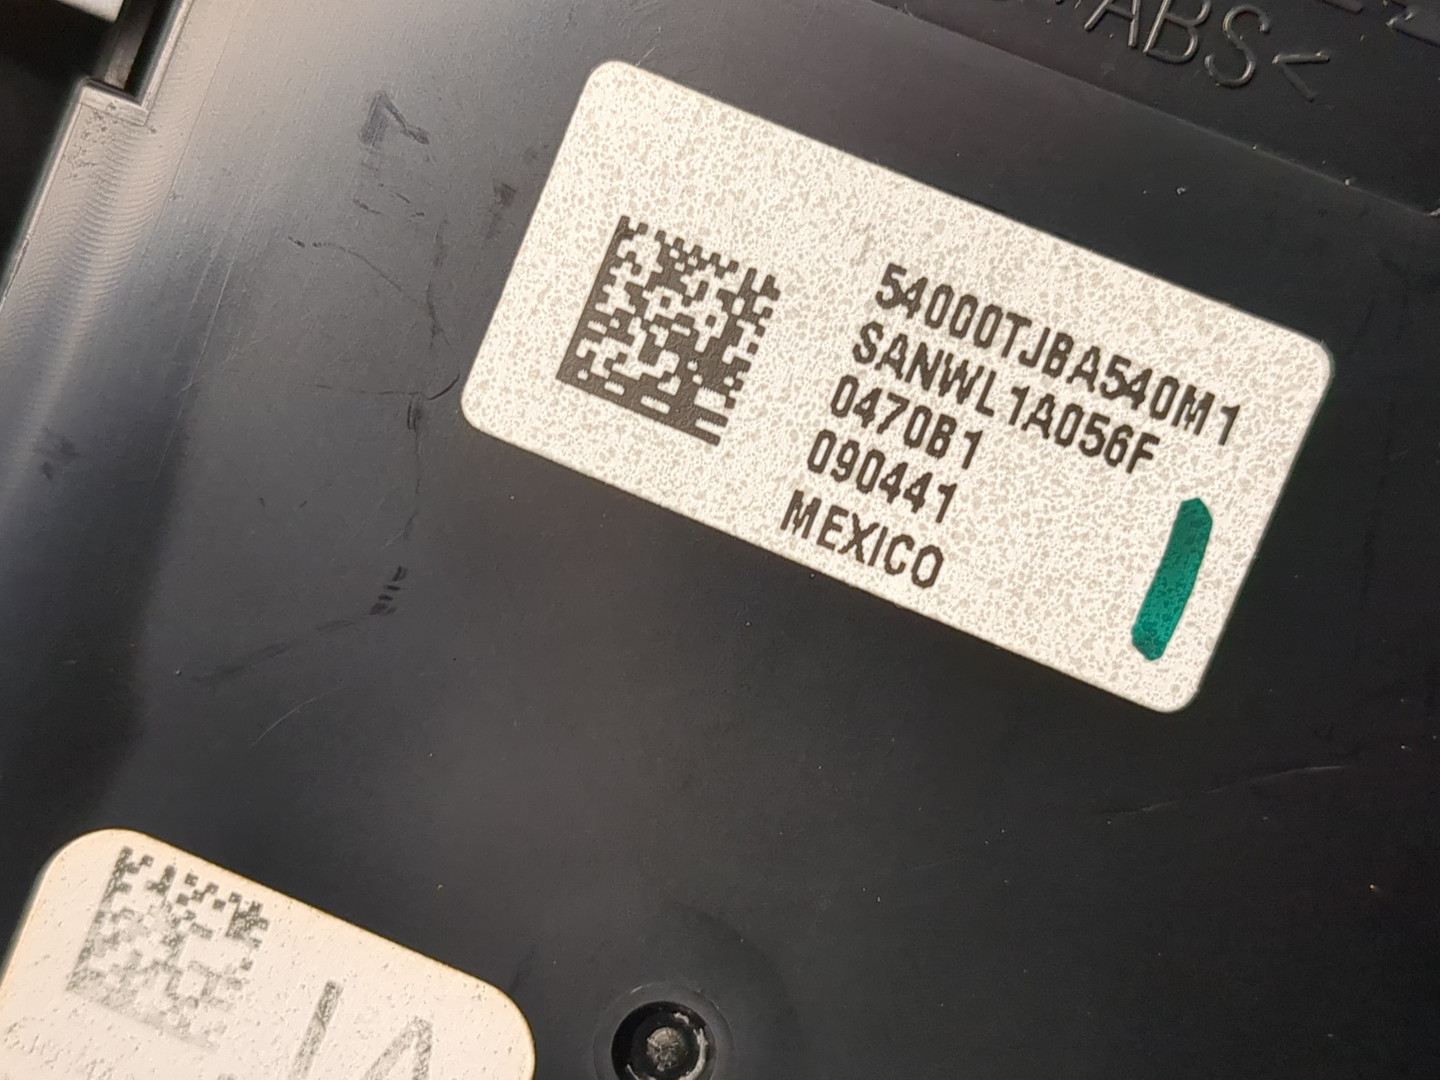 ABS<
54000TJBA540M1
SANWL1A056F
0470B1
090441
MEXICO